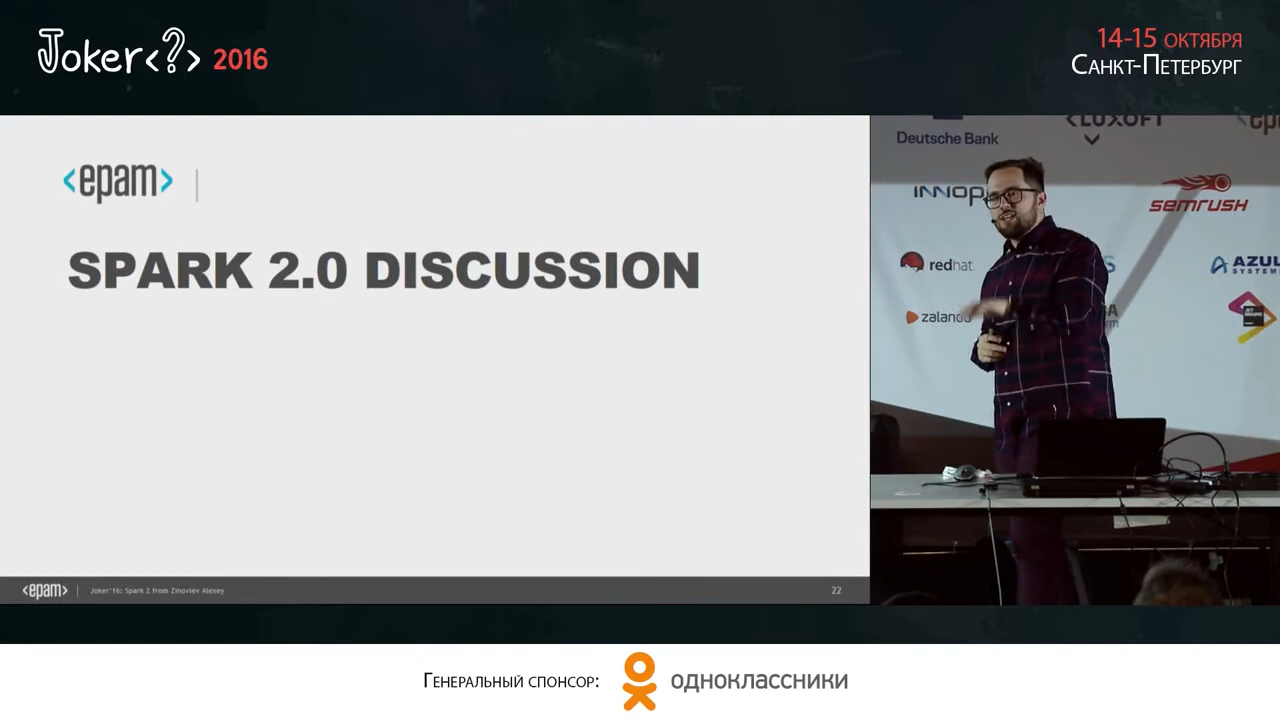 Joker<?> 2016
14-15 октября
Санкт-Петербург
<epam>
SPARK 2.0 DISCUSSION
<epam>
Joker'16: Spark 2 from Zinoviev Alexey
22
Deutsche Bank
<LUXOFT
semrush
redhat
AZUL
SYSTEMS
zalando
Генеральный спонсор:
одноклассники